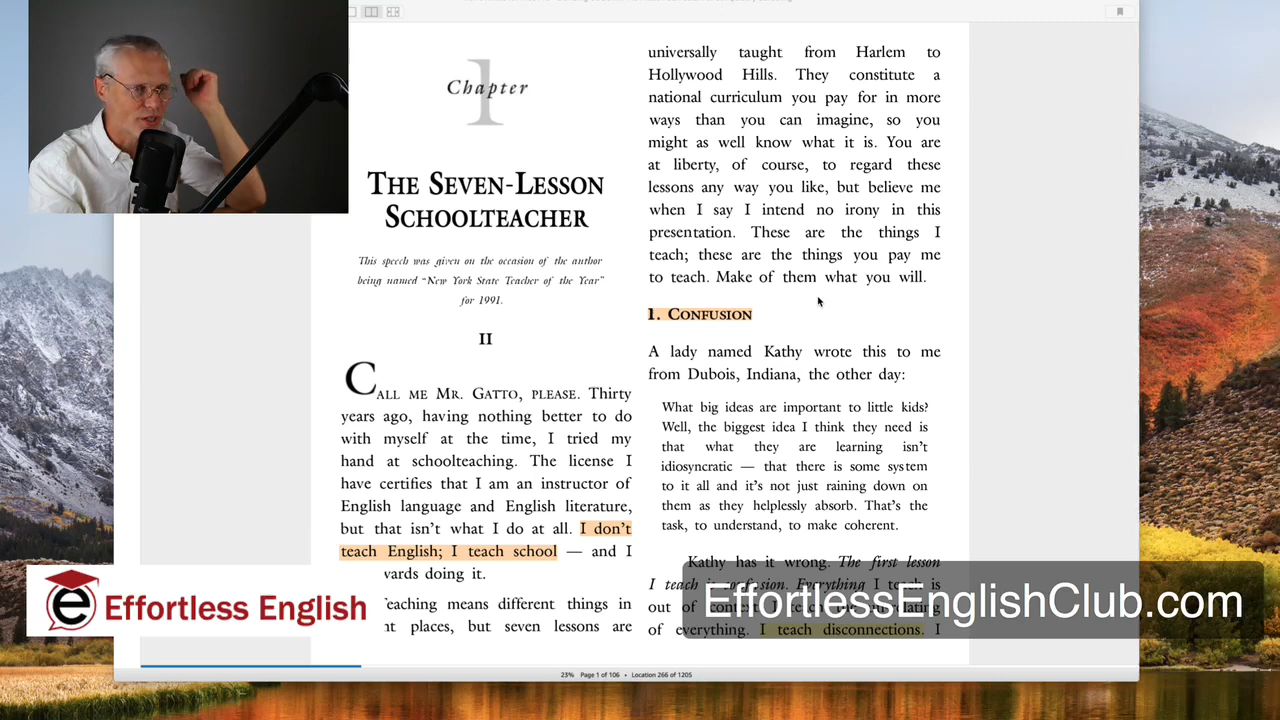 Chapter
1
THE SEVEN-LESSON
SCHOOLTEACHER
This speech was given on the occasion of the author
being named “New York State Teacher of the Year”
for 1991.
II
CALL ME MR. GATTO, PLEASE. Thirty
years ago, having nothing better to do
with myself at the time, I tried my
hand at schoolteaching. The license I
have certifies that I am an instructor of
English language and English literature,
but that isn’t what I do at all. I don’t
teach English; I teach school — and I
doing it.
Teaching means different things in
places, but seven lessons are
universally taught from Harlem to
Hollywood Hills. They constitute a
national curriculum you pay for in more
ways than you can imagine, so you
might as well know what it is. You are
at liberty, of course, to regard these
lessons any way you like, but believe me
when I say I intend no irony in this
presentation. These are the things I
teach; these are the things you pay me
to teach. Make of them what you will.
1. CONFUSION
A lady named Kathy wrote this to me
from Dubois, Indiana, the other day:
What big ideas are important to little kids?
Well, the biggest idea I think they need is
that what they are learning isn’t
idiosyncratic — that there is some system
to it all and it’s not just raining down on
them as they helplessly absorb. That’s the
task, to understand, to make coherent.
Kathy has it wrong. The first lesson
I teach is confusion. Everything I teach is
out of context. I teach the unrelating
of everything. I teach disconnections. I
e Effortless English
EffortlessEnglishClub.com
23% Page 1 of 106 • Location 266 of 1205